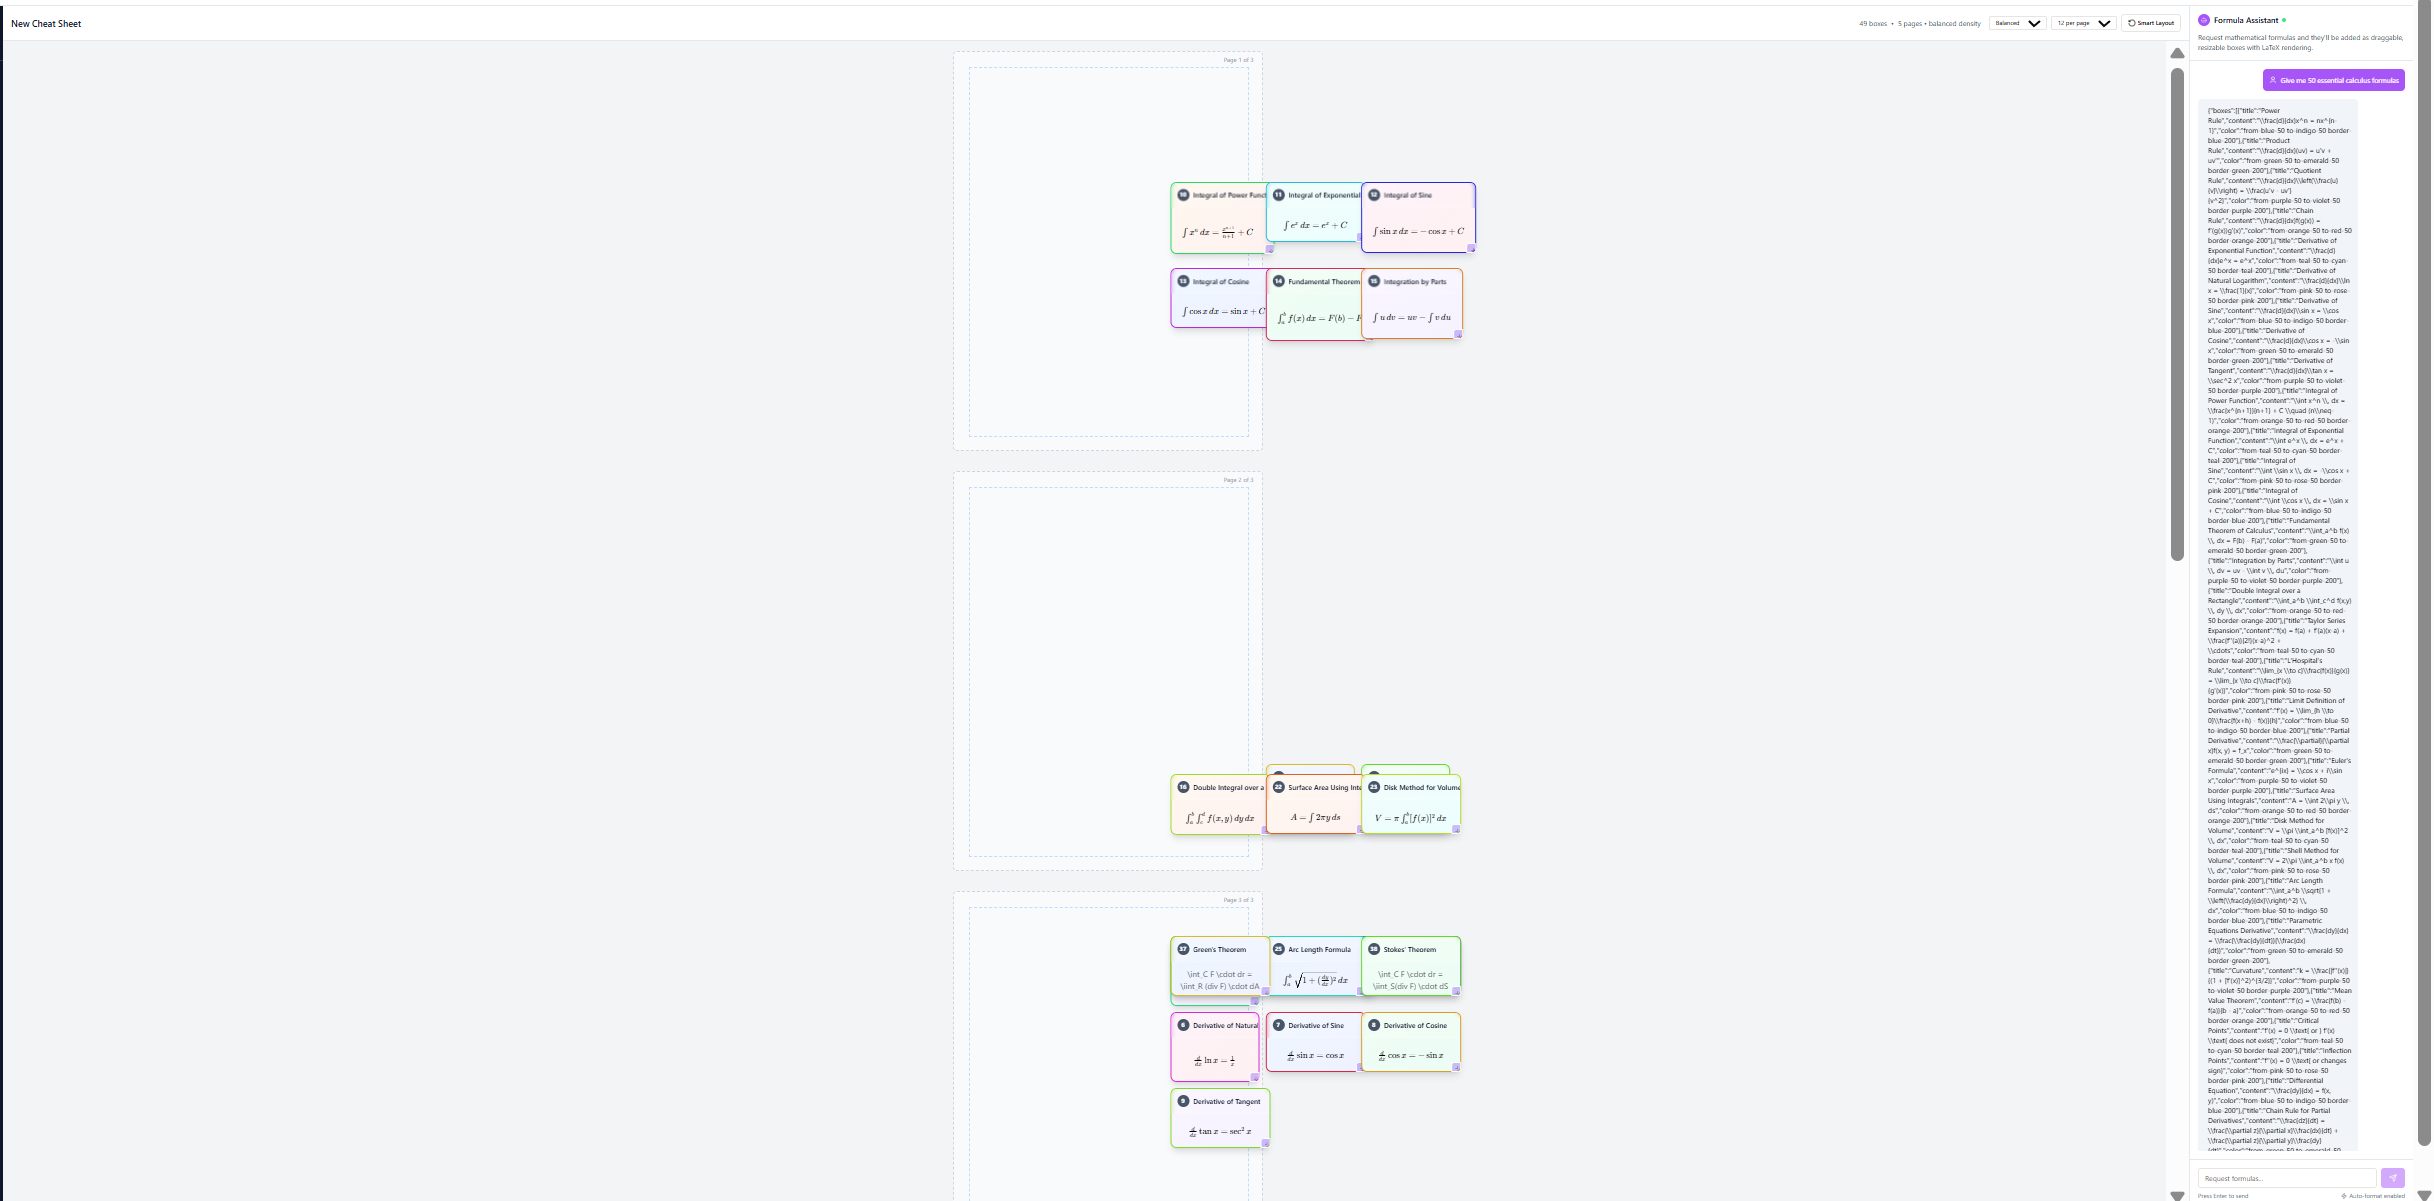 New Cheat Sheet
49 boxes • 5 pages • balanced density
Balanced
12 per page
Smart Layout
Page 1 of 3
10 Integral of Power Func
∫ xⁿ dx = xⁿ⁺¹/n+1 + C
11 Integral of Exponential
∫ eˣ dx = eˣ + C
12 Integral of Sine
∫ sin x dx = − cos x + C
13 Integral of Cosine
∫ cos x dx = sin x + C
14 Fundamental Theorem
∫ₐᵇ f(x) dx = F(b) − F
15 Integration by Parts
∫ u dv = uv − ∫ v du
Page 2 of 3
16 Double Integral over a
∫ₐᵇ ∫꜀ᵈ f(x, y) dy dx
22 Surface Area Using Inte
A = ∫ 2πy ds
23 Disk Method for Volume
V = π ∫ₐᵇ [f(x)]² dx
Page 3 of 3
37 Green's Theorem
\int_C F \cdot dr =
\iint_R (div F) \cdot dA
25 Arc Length Formula
∫ₐᵇ √1 + (dy/dx)² dx
38 Stokes' Theorem
\int_C F \cdot dr =
\iint_S(div F) \cdot dS
6 Derivative of Natural
d/dx ln x = 1/x
7 Derivative of Sine
d/dx sin x = cos x
8 Derivative of Cosine
d/dx cos x = − sin x
9 Derivative of Tangent
d/dx tan x = sec² x
Formula Assistant
Request mathematical formulas and they'll be added as draggable,
resizable boxes with LaTeX rendering.
Give me 50 essential calculus formulas
{"boxes":[{"title":"Power
Rule","content":"\\frac{d}{dx}x^n = nx^{n-
1}","color":"from-blue-50 to-indigo-50 border-
blue-200"},{"title":"Product
Rule","content":"\\frac{d}{dx}(uv) = u'v +
uv'","color":"from-green-50 to-emerald-50
border-green-200"},{"title":"Quotient
Rule","content":"\\frac{d}{dx}\\left(\\frac{u}
{v}\\right) = \\frac{u'v - uv'}
{v^2}","color":"from-purple-50 to-violet-50
border-purple-200"},{"title":"Chain
Rule","content":"\\frac{d}{dx}f(g(x)) =
f'(g(x))g'(x)","color":"from-orange-50 to-red-50
border-orange-200"},{"title":"Derivative of
Exponential Function","content":"\\frac{d}
{dx}e^x = e^x","color":"from-teal-50 to-cyan-
50 border-teal-200"},{"title":"Derivative of
Natural Logarithm","content":"\\frac{d}{dx}\\ln
x = \\frac{1}{x}","color":"from-pink-50 to-rose-
50 border-pink-200"},{"title":"Derivative of
Sine","content":"\\frac{d}{dx}\\sin x = \\cos
x","color":"from-blue-50 to-indigo-50 border-
blue-200"},{"title":"Derivative of
Cosine","content":"\\frac{d}{dx}\\cos x = -\\sin
x","color":"from-green-50 to-emerald-50
border-green-200"},{"title":"Derivative of
Tangent","content":"\\frac{d}{dx}\\tan x =
\\sec^2 x","color":"from-purple-50 to-violet-
50 border-purple-200"},{"title":"Integral of
Power Function","content":"\\int x^n \\, dx =
\\frac{x^{n+1}}{n+1} + C \\quad (n\\neq -
1)","color":"from-orange-50 to-red-50 border-
orange-200"},{"title":"Integral of Exponential
Function","content":"\\int e^x \\, dx = e^x +
C","color":"from-teal-50 to-cyan-50 border-
teal-200"},{"title":"Integral of
Sine","content":"\\int \\sin x \\, dx = -\\cos x +
C","color":"from-pink-50 to-rose-50 border-
pink-200"},{"title":"Integral of
Cosine","content":"\\int \\cos x \\, dx = \\sin x
+ C","color":"from-blue-50 to-indigo-50
border-blue-200"},{"title":"Fundamental
Theorem of Calculus","content":"\\int_a^b f(x)
\\, dx = F(b) - F(a)","color":"from-green-50 to-
emerald-50 border-green-200"},
{"title":"Integration by Parts","content":"\\int u
\\, dv = uv - \\int v \\, du","color":"from-
purple-50 to-violet-50 border-purple-200"},
{"title":"Double Integral over a
Rectangle","content":"\\int_a^b \\int_c^d f(x,y)
\\, dy \\, dx","color":"from-orange-50 to-red-
50 border-orange-200"},{"title":"Taylor Series
Expansion","content":"f(x) = f(a) + f'(a)(x-a) +
\\frac{f''(a)}{2!}(x-a)^2 +
\\cdots","color":"from-teal-50 to-cyan-50
border-teal-200"},{"title":"L'Hospital's
Rule","content":"\\lim_{x \\to c}\\frac{f(x)}{g(x)}
= \\lim_{x \\to c}\\frac{f'(x)}
{g'(x)}","color":"from-pink-50 to-rose-50
border-pink-200"},{"title":"Limit Definition of
Derivative","content":"f'(x) = \\lim_{h \\to
0}\\frac{f(x+h) - f(x)}{h}","color":"from-blue-50
to-indigo-50 border-blue-200"},{"title":"Partial
Derivative","content":"\\frac{\\partial}{\\partial
x}f(x, y) = f_x","color":"from-green-50 to-
emerald-50 border-green-200"},{"title":"Euler's
Formula","content":"e^{ix} = \\cos x + i\\sin
x","color":"from-purple-50 to-violet-50
border-purple-200"},{"title":"Surface Area
Using Integrals","content":"A = \\int 2\\pi y \\,
ds","color":"from-orange-50 to-red-50 border-
orange-200"},{"title":"Disk Method for
Volume","content":"V = \\pi \\int_a^b [f(x)]^2
\\, dx","color":"from-teal-50 to-cyan-50
border-teal-200"},{"title":"Shell Method for
Volume","content":"V = 2\\pi \\int_a^b x f(x)
\\, dx","color":"from-pink-50 to-rose-50
border-pink-200"},{"title":"Arc Length
Formula","content":"\\int_a^b \\sqrt{1 +
\\left(\\frac{dy}{dx}\\right)^2} \\,
dx","color":"from-blue-50 to-indigo-50
border-blue-200"},{"title":"Parametric
Equations Derivative","content":"\\frac{dy}{dx}
= \\frac{\\frac{dy}{dt}}{\\frac{dx}
{dt}}","color":"from-green-50 to-emerald-50
border-green-200"},
{"title":"Curvature","content":"k = \\frac{|f''(x)|}
{(1 + [f'(x)]^2)^{3/2}}","color":"from-purple-50
to-violet-50 border-purple-200"},{"title":"Mean
Value Theorem","content":"f'(c) = \\frac{f(b) -
f(a)}{b - a}","color":"from-orange-50 to-red-50
border-orange-200"},{"title":"Critical
Points","content":"f'(x) = 0 \\text{ or } f'(x)
\\text{ does not exist}","color":"from-teal-50
to-cyan-50 border-teal-200"},{"title":"Inflection
Points","content":"f''(x) = 0 \\text{ or changes
sign}","color":"from-pink-50 to-rose-50
border-pink-200"},{"title":"Differential
Equation","content":"\\frac{dy}{dx} = f(x,
y)","color":"from-blue-50 to-indigo-50 border-
blue-200"},{"title":"Chain Rule for Partial
Derivatives","content":"\\frac{dz}{dt} =
\\frac{\\partial z}{\\partial x}\\frac{dx}{dt} +
\\frac{\\partial z}{\\partial y}\\frac{dy}
Request formulas...
Press Enter to send
Auto-format enabled